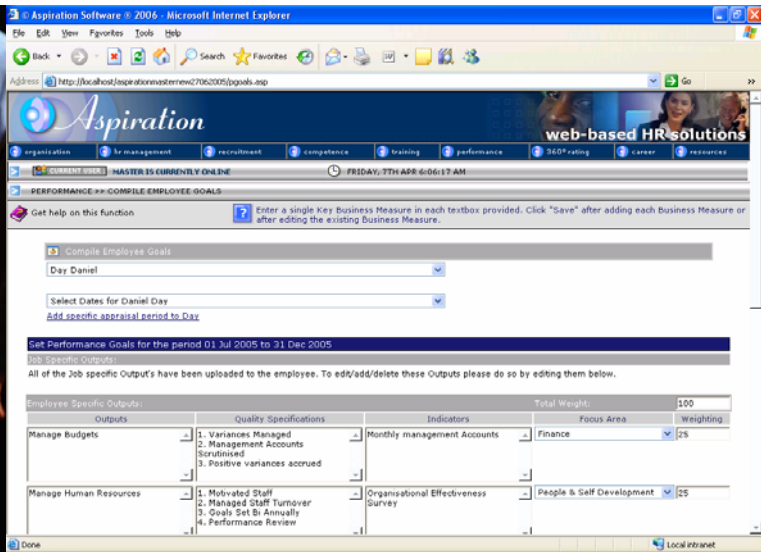 © Aspiration Software ® 2006 - Microsoft Internet Explorer
File Edit View Favorites Tools Help
Back Search Favorites
Address http://localhost/aspirationmasternew27062005/pgoals.asp Go
Aspiration
web-based HR solutions
organisation hr management recruitment competence training performance 360° rating career resources
CURRENT USER MASTER IS CURRENTLY ONLINE FRIDAY, 7TH APR 6:06:17 AM
PERFORMANCE >> COMPILE EMPLOYEE GOALS
Get help on this function
Enter a single Key Business Measure in each textbox provided. Click "Save" after adding each Business Measure or
after editing the existing Business Measure.
Compile Employee Goals
Day Daniel
Select Dates for Daniel Day
Add specific appraisal period to Day
Set Performance Goals for the period 01 Jul 2005 to 31 Dec 2005
Job Specific Outputs:
All of the Job specific Output's have been uploaded to the employee. To edit/add/delete these Outputs please do so by editing them below.
Employee Specific Outputs: Total Weight: 100
Outputs Quality Specifications Indicators Focus Area Weighting
Manage Budgets
1. Variances Managed
2. Management Accounts
Scrutinised
3. Positive variances accrued
Monthly management Accounts
Finance
25
Manage Human Resources
1. Motivated Staff
2. Managed Staff Turnover
3. Goals Set Bi Annually
4. Performance Review
Organisational Effectiveness
Survey
People & Self Development
25
Done Local intranet